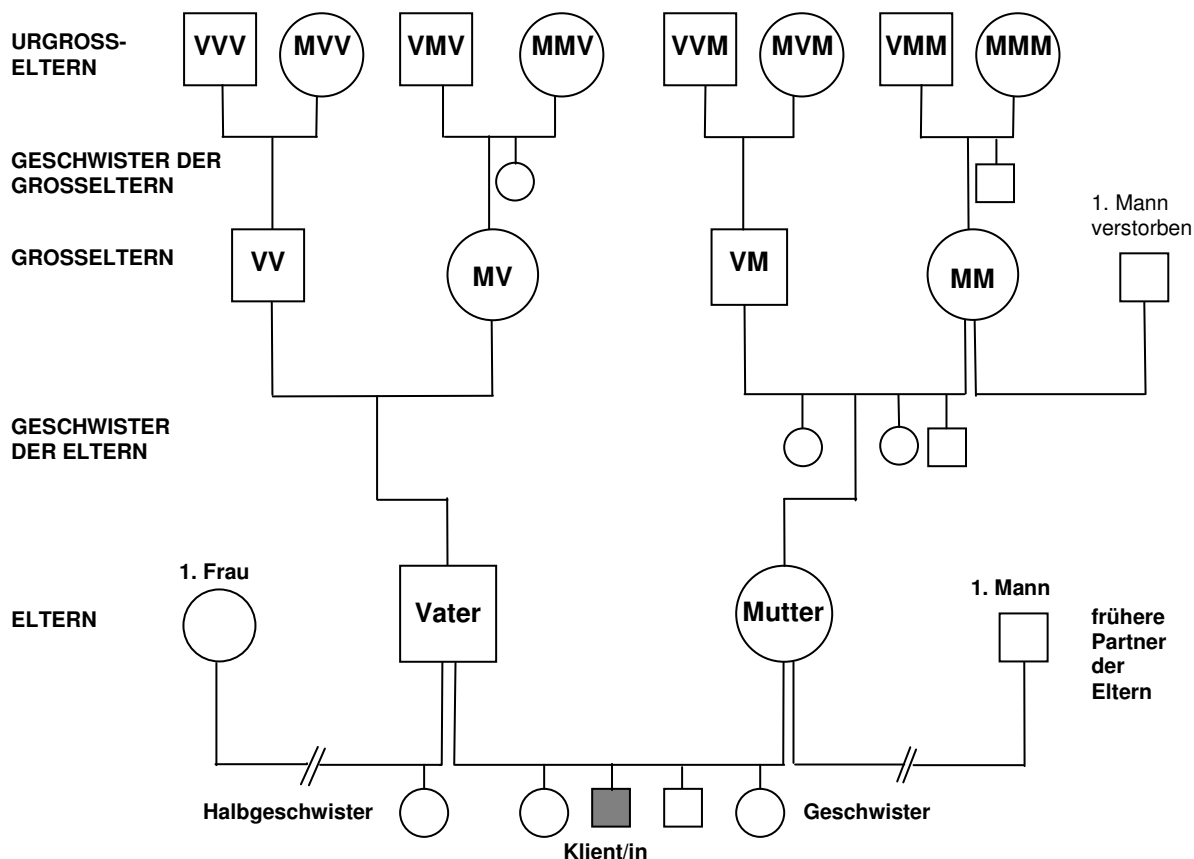 URGROSS-
ELTERN
VVV
MVV
VMV
MMV
VVM
MVM
VMM
MMM
GESCHWISTER DER
GROSSELTERN
1. Mann
verstorben
GROSSELTERN
VV
MV
VM
MM
GESCHWISTER
DER ELTERN
1. Frau
1. Mann
ELTERN
Vater
Mutter
frühere
Partner
der
Eltern
Halbgeschwister
Geschwister
Klient/in